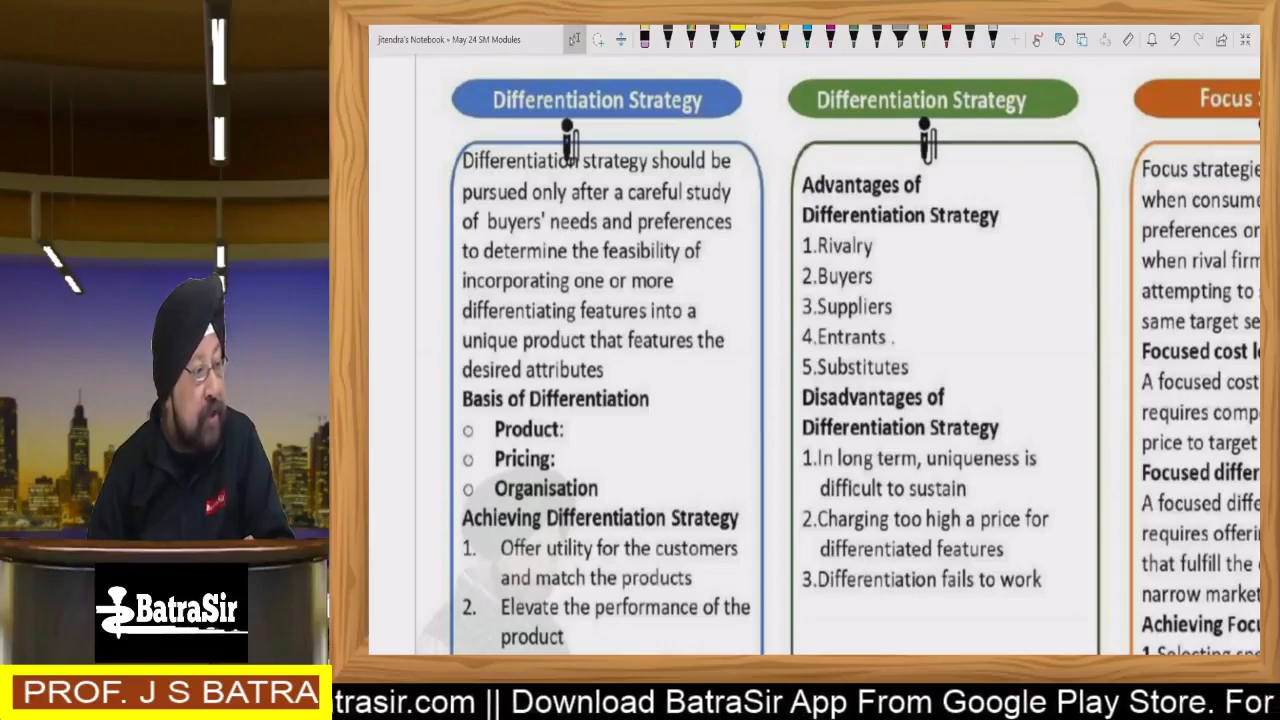 jitendra's Notebook » May 24 SM Modules
Differentiation Strategy
Differentiation strategy should be
pursued only after a careful study
of buyers' needs and preferences
to determine the feasibility of
incorporating one or more
differentiating features into a
unique product that features the
desired attributes
Basis of Differentiation
o Product:
o Pricing:
o Organisation
Achieving Differentiation Strategy
1. Offer utility for the customers
and match the products
2. Elevate the performance of the
product
Differentiation Strategy
Advantages of
Differentiation Strategy
1.Rivalry
2.Buyers
3.Suppliers
4.Entrants .
5.Substitutes
Disadvantages of
Differentiation Strategy
1.In long term, uniqueness is
difficult to sustain
2.Charging too high a price for
differentiated features
3.Differentiation fails to work
Focus
Focus strategie
when consume
preferences or
when rival firm
attempting to
same target se
Focused cost l
A focused cost
requires comp
price to target
Focused differ
A focused diffe
requires offeri
that fulfill the
narrow market
Achieving Focu
BatraSir
PROF. J S BATRA
trasir.com || Download BatraSir App From Google Play Store. For